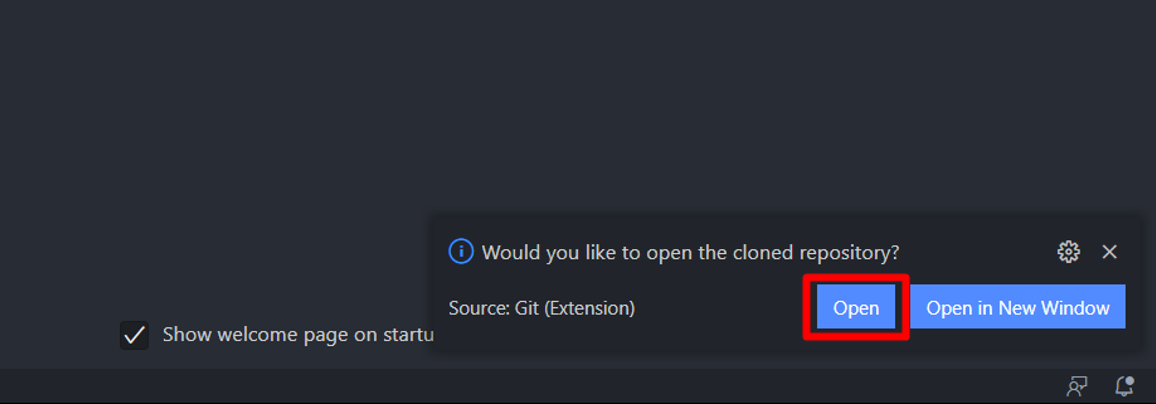 Would you like to open the cloned repository?
Source: Git (Extension)
Open
Open in New Window
Show welcome page on startu